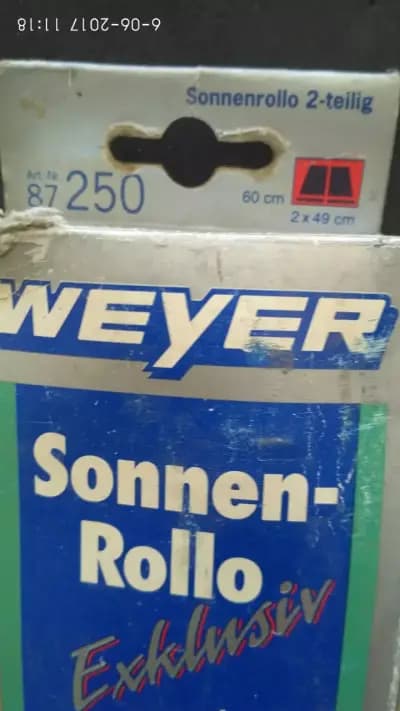 6-06-2017 11:18
Sonnenrollo 2-teilig
Art. Nr.
87 250
60 cm
2 x 49 cm
WEYER
Sonnen-
Rollo
Exklusiv